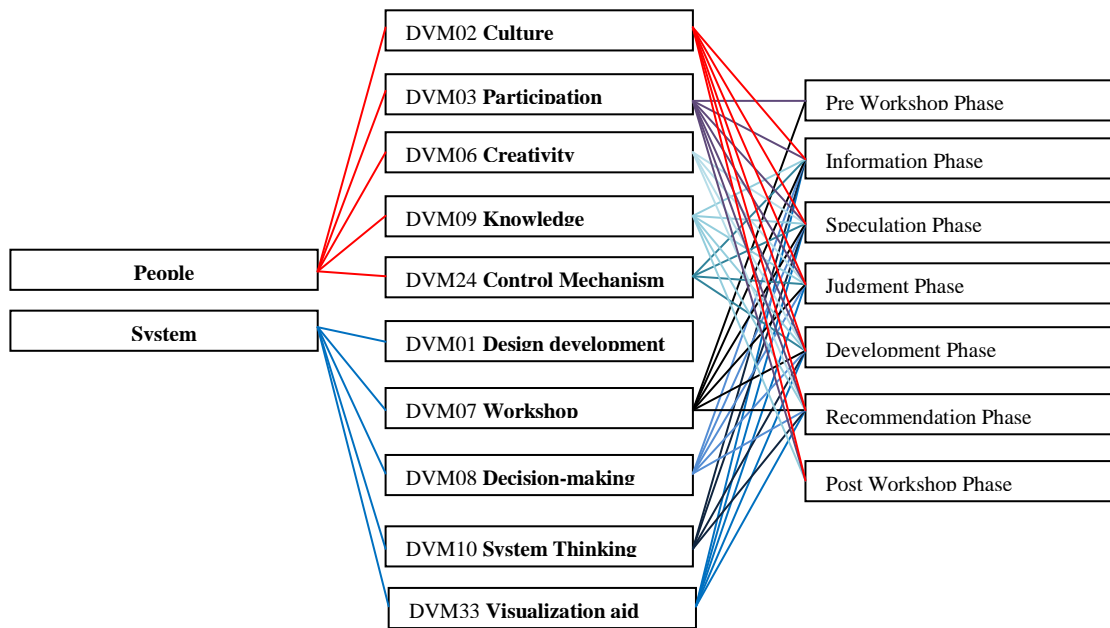 People
System
DVM02 Culture
DVM03 Participation
DVM06 Creativity
DVM09 Knowledge
DVM24 Control Mechanism
DVM01 Design development
DVM07 Workshop
DVM08 Decision-making
DVM10 System Thinking
DVM33 Visualization aid
Pre Workshop Phase
Information Phase
Speculation Phase
Judgment Phase
Development Phase
Recommendation Phase
Post Workshop Phase